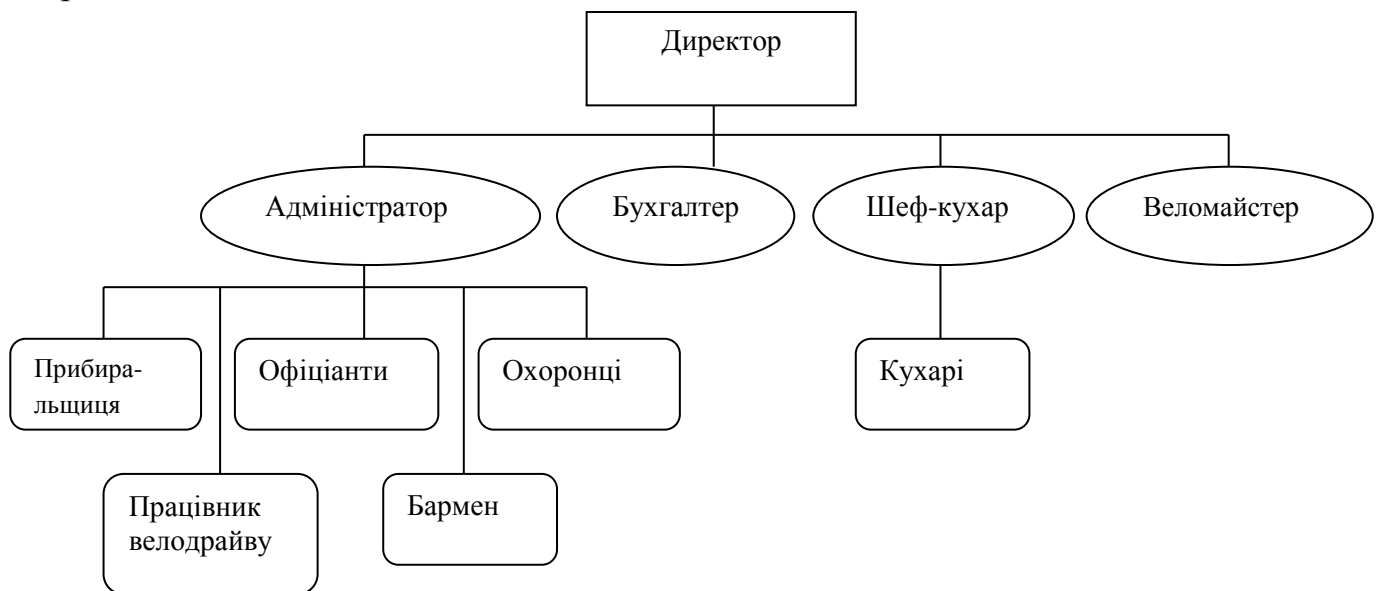 Директор
Адміністратор
Бухгалтер
Шеф-кухар
Веломайстер
Прибира-
льщиця
Офіціанти
Охоронці
Кухарі
Працівник
велодрайву
Бармен